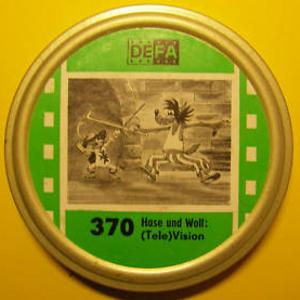 DEFA
370 Hase und Wolf:
(Tele)Vision